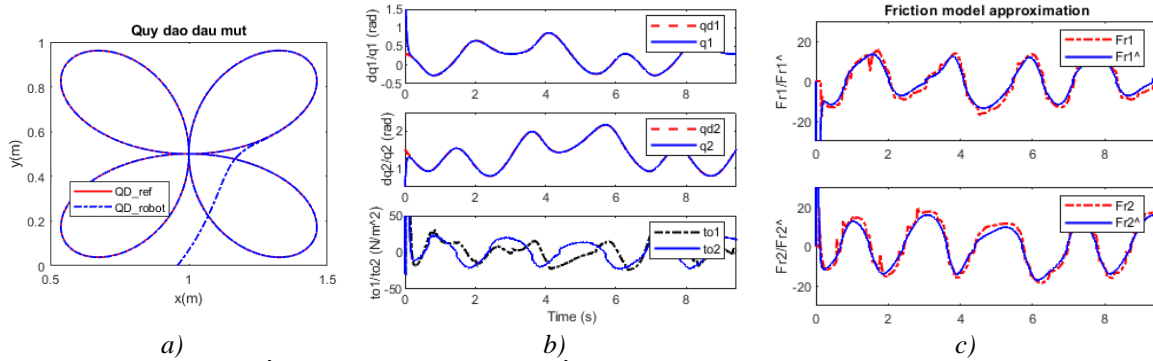 Quy dao dau mut
1
0.8
0.6
0.4
0.2
0
y(m)
QD_ref
QD_robot
0.5
1
1.5
x(m)
a)
1.5
1
0.5
0
-0.5
dq1/q1 (rad)
qd1
q1
0 2 4 6 8
2
1
dq2/q2 (rad)
qd2
q2
0 2 4 6 8
50
0
-50
to1/to2 (N/m^2)
to1
to2
0 2 4 6 8
Time (s)
b)
Friction model approximation
20
0
-20
Fr1/Fr1^
Fr1
Fr1^
0 2 4 6 8
20
0
-20
Fr2/Fr2^
Fr2
Fr2^
0 2 4 6 8
c)